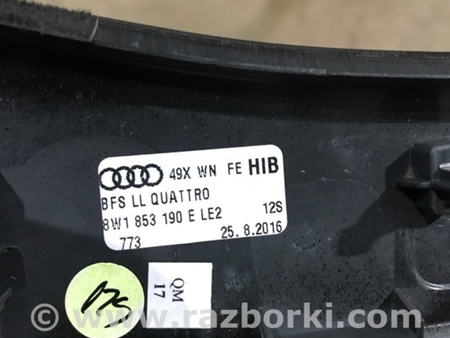 49X WN FE HIB
BFS LL QUATTRO
8W1 853 190 E LE2 12S
773 25.8.2016
QM
17
www.razborki.com